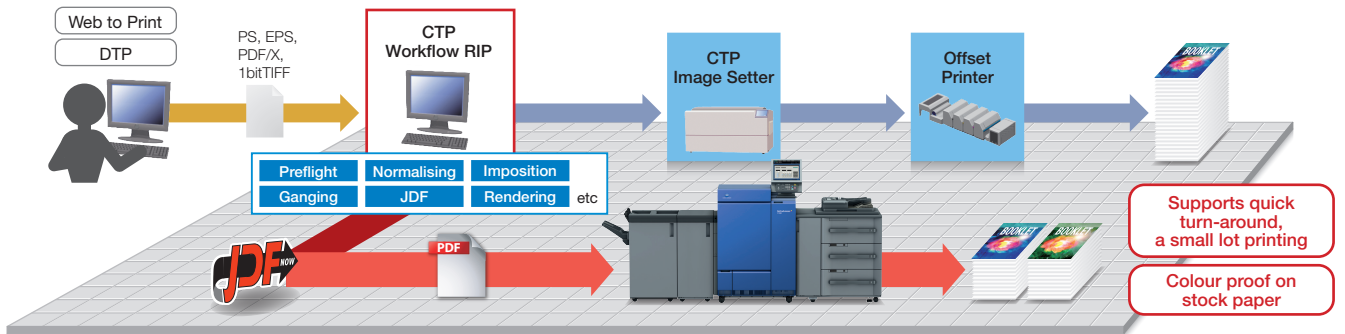 Web to Print
DTP
PS, EPS,
PDF/X,
1bitTIFF
CTP
Workflow RIP
CTP
Image Setter
Offset
Printer
BOOKLET
Preflight
Normalising
Imposition
Ganging
JDF
Rendering
etc
JDF
NOW
PDF
BOOKLET
BOOKLET
Supports quick
turn-around,
a small lot printing
Colour proof on
stock paper